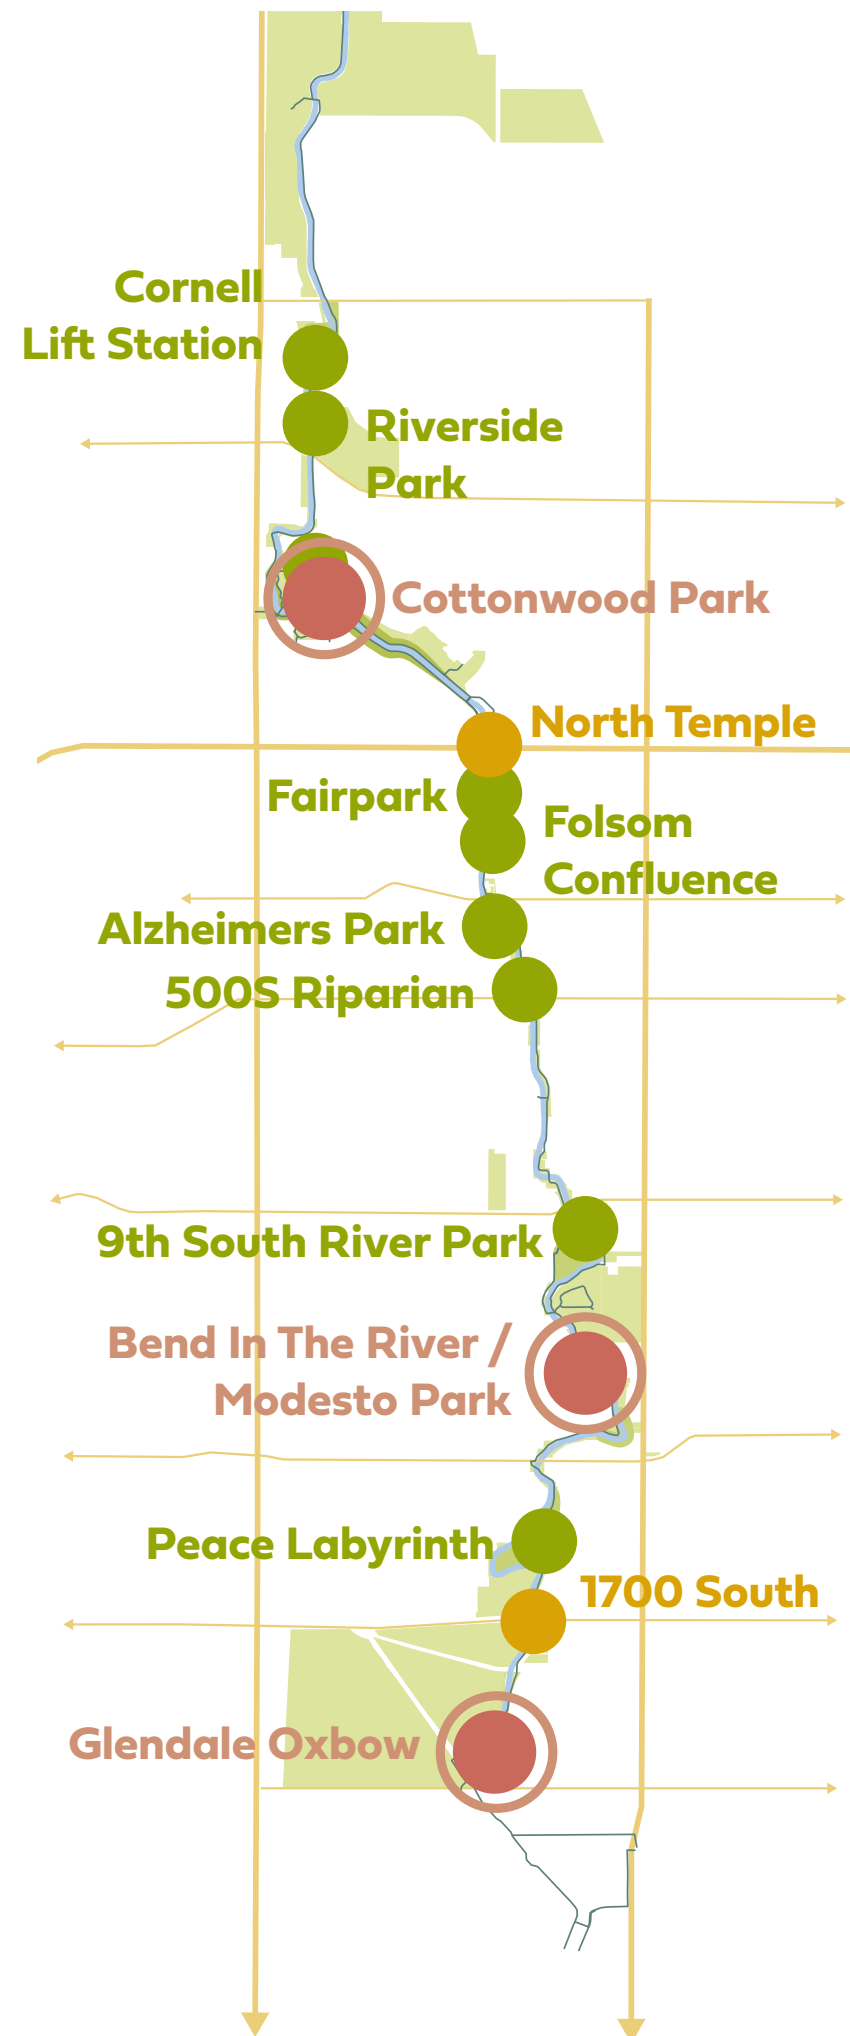 Cornell
Lift Station
Riverside
Park
Cottonwood Park
North Temple
Fairpark
Folsom
Confluence
Alzheimers Park
500S Riparian
9th South River Park
Bend In The River /
Modesto Park
Peace Labyrinth
1700 South
Glendale Oxbow